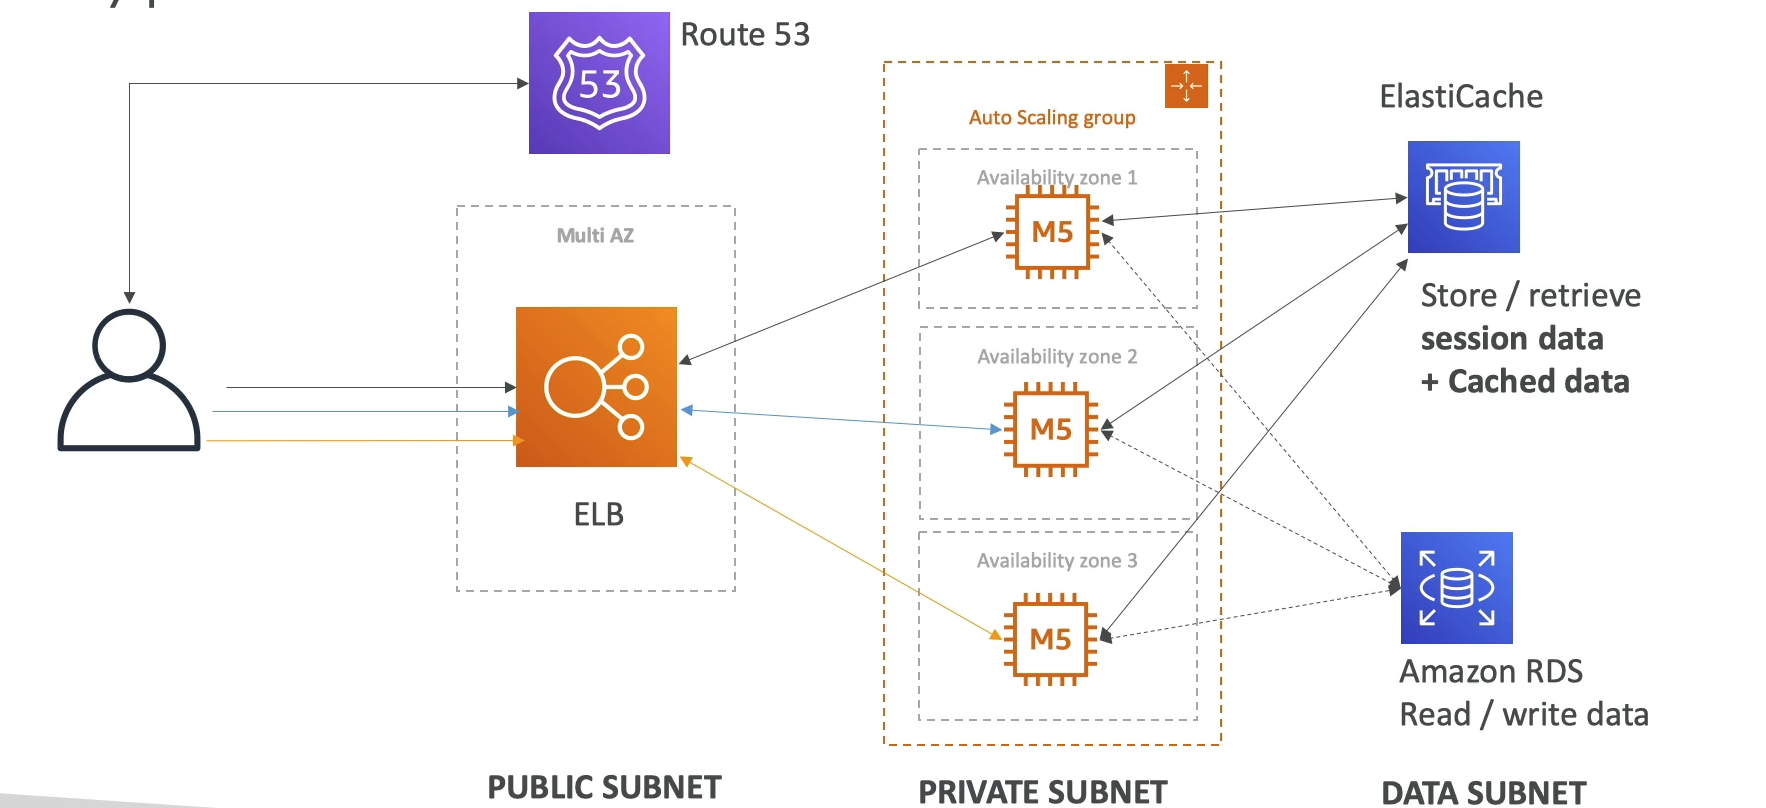 Route 53
53
ElastiCache
Auto Scaling group
Availability zone 1
M5
Multi AZ
Store / retrieve
session data
+ Cached data
Availability zone 2
M5
ELB
Availability zone 3
M5
Amazon RDS
Read / write data
PUBLIC SUBNET
PRIVATE SUBNET
DATA SUBNET